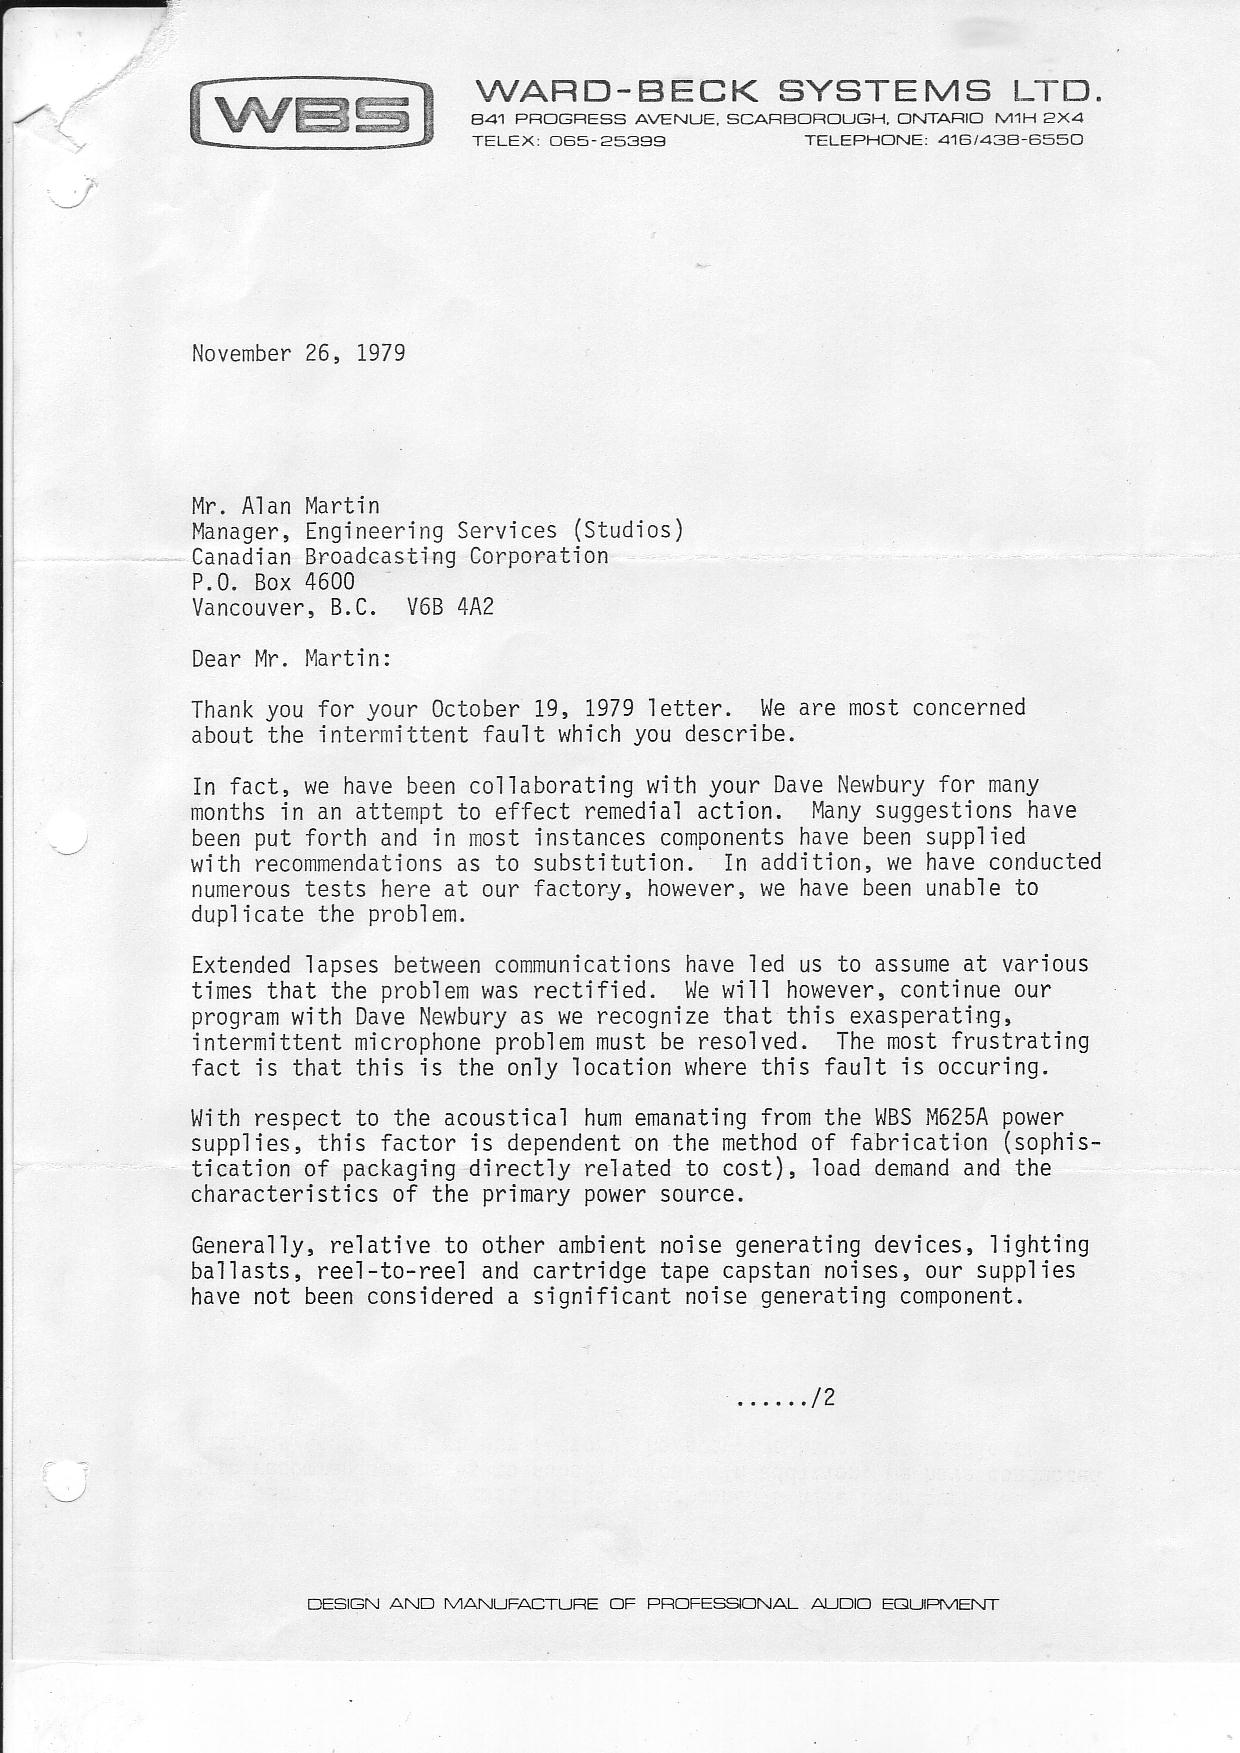 WBS
WARD-BECK SYSTEMS LTD.
841 PROGRESS AVENUE, SCARBOROUGH, ONTARIO M1H 2X4
TELEX: 065-25399 TELEPHONE: 416/438-6550
November 26, 1979
Mr. Alan Martin
Manager, Engineering Services (Studios)
Canadian Broadcasting Corporation
P.O. Box 4600
Vancouver, B.C. V6B 4A2
Dear Mr. Martin:
Thank you for your October 19, 1979 letter. We are most concerned
about the intermittent fault which you describe.
In fact, we have been collaborating with your Dave Newbury for many
months in an attempt to effect remedial action. Many suggestions have
been put forth and in most instances components have been supplied
with recommendations as to substitution. In addition, we have conducted
numerous tests here at our factory, however, we have been unable to
duplicate the problem.
Extended lapses between communications have led us to assume at various
times that the problem was rectified. We will however, continue our
program with Dave Newbury as we recognize that this exasperating,
intermittent microphone problem must be resolved. The most frustrating
fact is that this is the only location where this fault is occuring.
With respect to the acoustical hum emanating from the WBS M625A power
supplies, this factor is dependent on the method of fabrication (sophis-
tication of packaging directly related to cost), load demand and the
characteristics of the primary power source.
Generally, relative to other ambient noise generating devices, lighting
ballasts, reel-to-reel and cartridge tape capstan noises, our supplies
have not been considered a significant noise generating component.
....../2
DESIGN AND MANUFACTURE OF PROFESSIONAL AUDIO EQUIPMENT